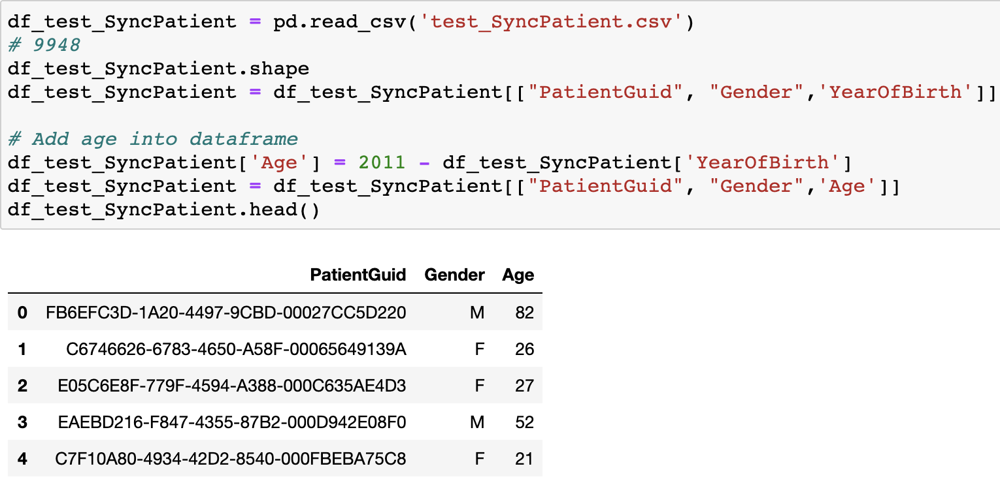 df_test_SyncPatient = pd.read_csv('test_SyncPatient.csv')
# 9948
df_test_SyncPatient.shape
df_test_SyncPatient = df_test_SyncPatient[["PatientGuid", "Gender",'YearOfBirth']]
# Add age into dataframe
df_test_SyncPatient['Age'] = 2011 - df_test_SyncPatient['YearOfBirth']
df_test_SyncPatient = df_test_SyncPatient[["PatientGuid", "Gender",'Age']]
df_test_SyncPatient.head()
PatientGuid Gender Age
0 FB6EFC3D-1A20-4497-9CBD-00027CC5D220 M 82
1 C6746626-6783-4650-A58F-00065649139A F 26
2 E05C6E8F-779F-4594-A388-000C635AE4D3 F 27
3 EAEBD216-F847-4355-87B2-000D942E08F0 M 52
4 C7F10A80-4934-42D2-8540-000FBEBA75C8 F 21